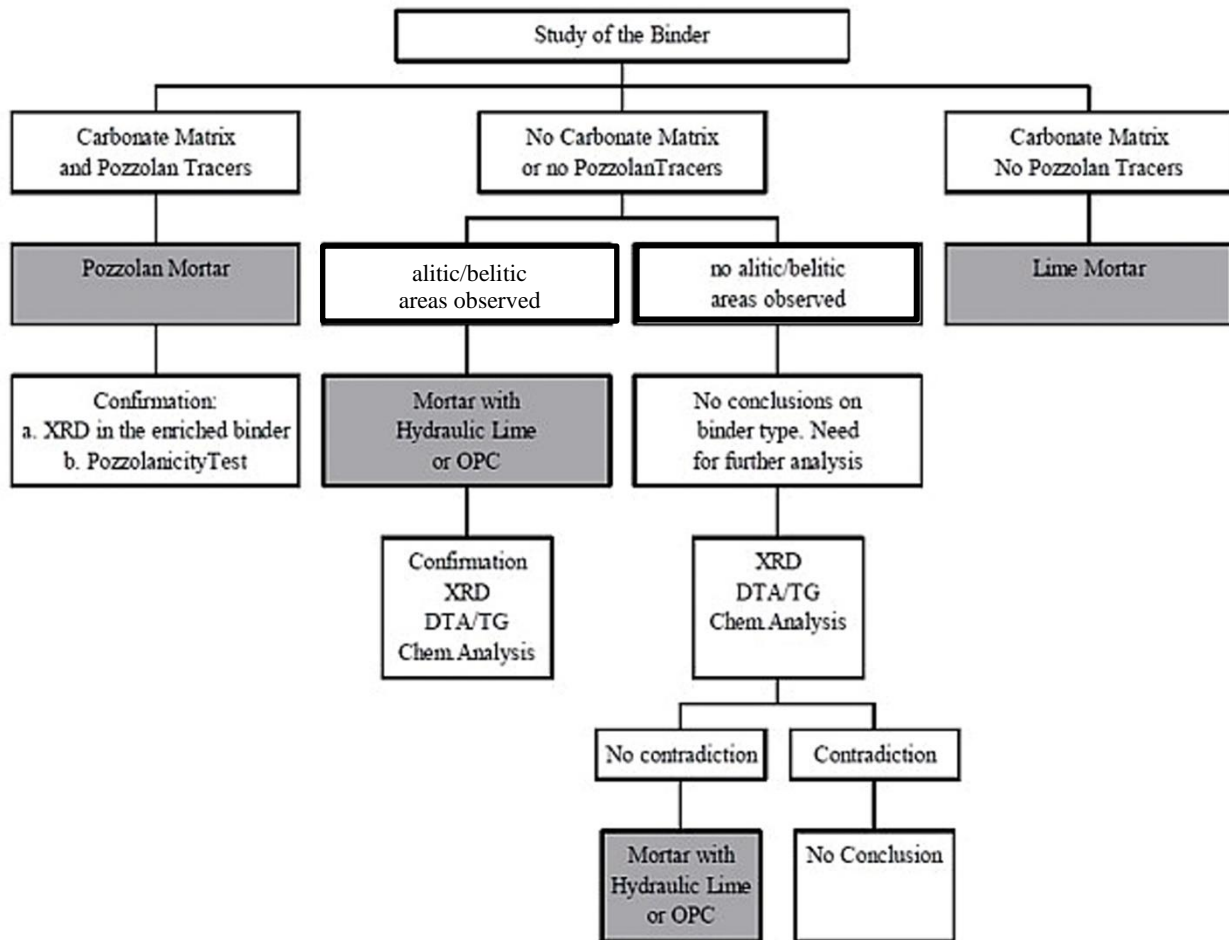 Study of the Binder
Carbonate Matrix
and Pozzolan Tracers
No Carbonate Matrix
or no PozzolanTracers
Carbonate Matrix
No Pozzolan Tracers
Pozzolan Mortar
alitic/belitic
areas observed
no alitic/belitic
areas observed
Lime Mortar
Confirmation:
a. XRD in the enriched binder
b. PozzolanicityTest
Mortar with
Hydraulic Lime
or OPC
No conclusions on
binder type. Need
for further analysis
Confirmation
XRD
DTA/TG
Chem.Analysis
XRD
DTA/TG
Chem.Analysis
No contradiction
Contradiction
Mortar with
Hydraulic Lime
or OPC
No Conclusion